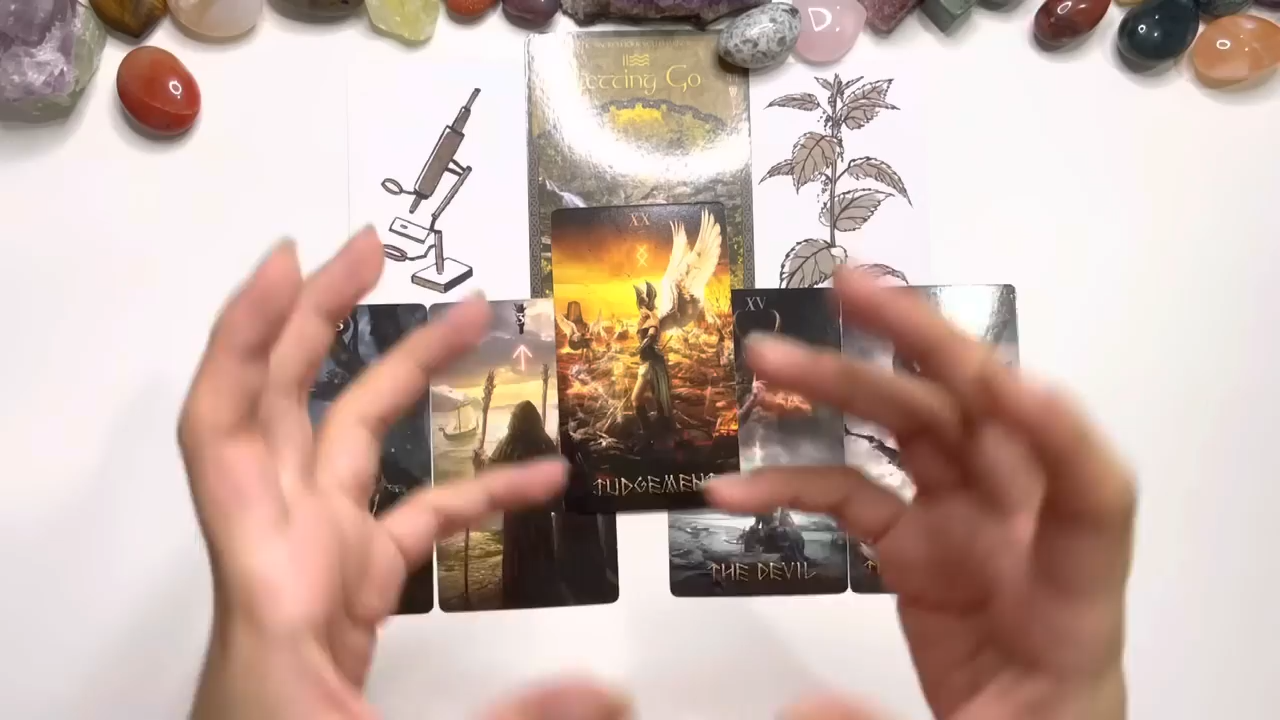 Letting Go
XX
XV
JUDGEMENT
THE DEVIL